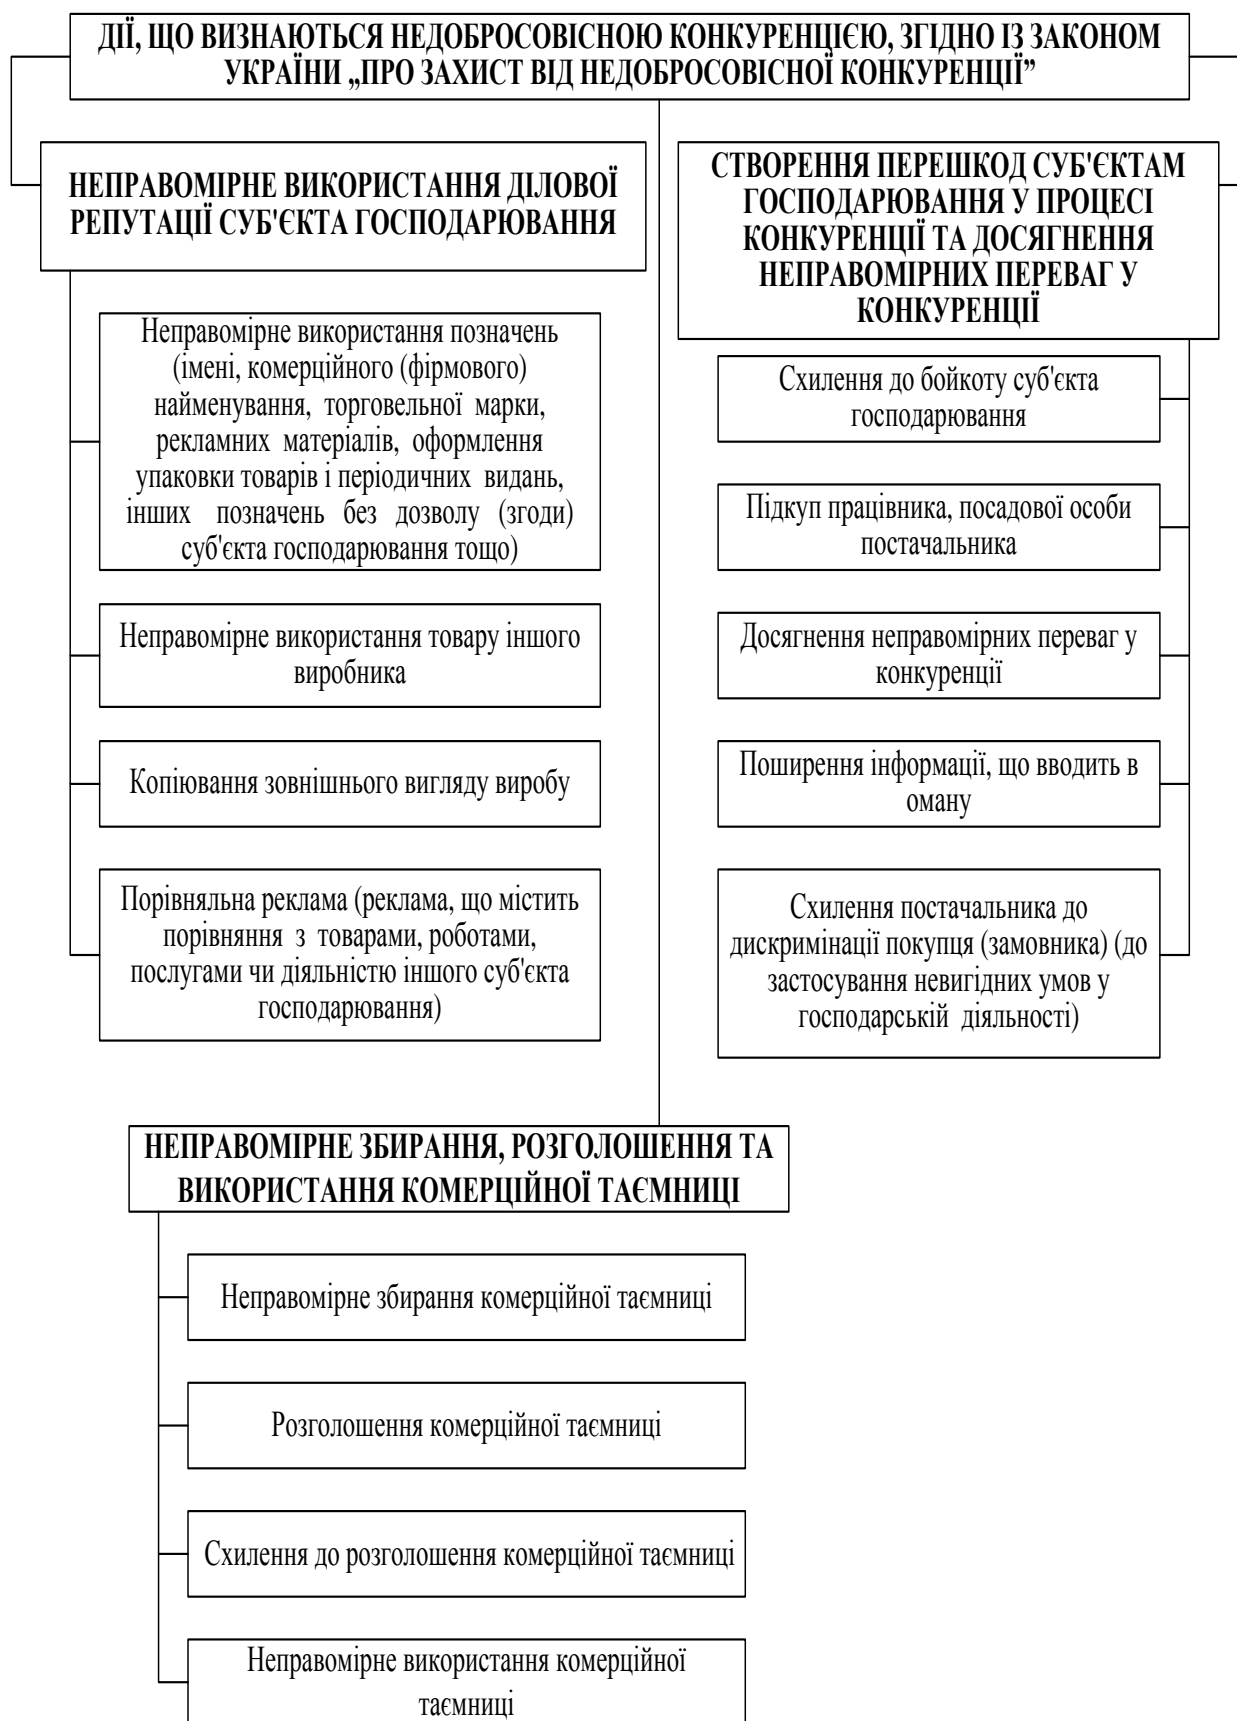 ДІЇ, ЩО ВИЗНАЮТЬСЯ НЕДОБРОСОВІСНОЮ КОНКУРЕНЦІЄЮ, ЗГІДНО ІЗ ЗАКОНОМ
УКРАЇНИ „ПРО ЗАХИСТ ВІД НЕДОБРОСОВІСНОЇ КОНКУРЕНЦІЇ”
НЕПРАВОМІРНЕ ВИКОРИСТАННЯ ДІЛОВОЇ
РЕПУТАЦІЇ СУБ'ЄКТА ГОСПОДАРЮВАННЯ
Неправомірне використання позначень
(імені, комерційного (фірмового)
найменування, торговельної марки,
рекламних матеріалів, оформлення
упаковки товарів і періодичних видань,
інших позначень без дозволу (згоди)
суб'єкта господарювання тощо)
Неправомірне використання товару іншого
виробника
Копіювання зовнішнього вигляду виробу
Порівняльна реклама (реклама, що містить
порівняння з товарами, роботами,
послугами чи діяльністю іншого суб'єкта
господарювання)
СТВОРЕННЯ ПЕРЕШКОД СУБ'ЄКТАМ
ГОСПОДАРЮВАННЯ У ПРОЦЕСІ
КОНКУРЕНЦІЇ ТА ДОСЯГНЕННЯ
НЕПРАВОМІРНИХ ПЕРЕВАГ У
КОНКУРЕНЦІЇ
Схилення до бойкоту суб'єкта
господарювання
Підкуп працівника, посадової особи
постачальника
Досягнення неправомірних переваг у
конкуренції
Поширення інформації, що вводить в
оману
Схилення постачальника до
дискримінації покупця (замовника) (до
застосування невигідних умов у
господарській діяльності)
НЕПРАВОМІРНЕ ЗБИРАННЯ, РОЗГОЛОШЕННЯ ТА
ВИКОРИСТАННЯ КОМЕРЦІЙНОЇ ТАЄМНИЦІ
Неправомірне збирання комерційної таємниці
Розголошення комерційної таємниці
Схилення до розголошення комерційної таємниці
Неправомірне використання комерційної
таємниці